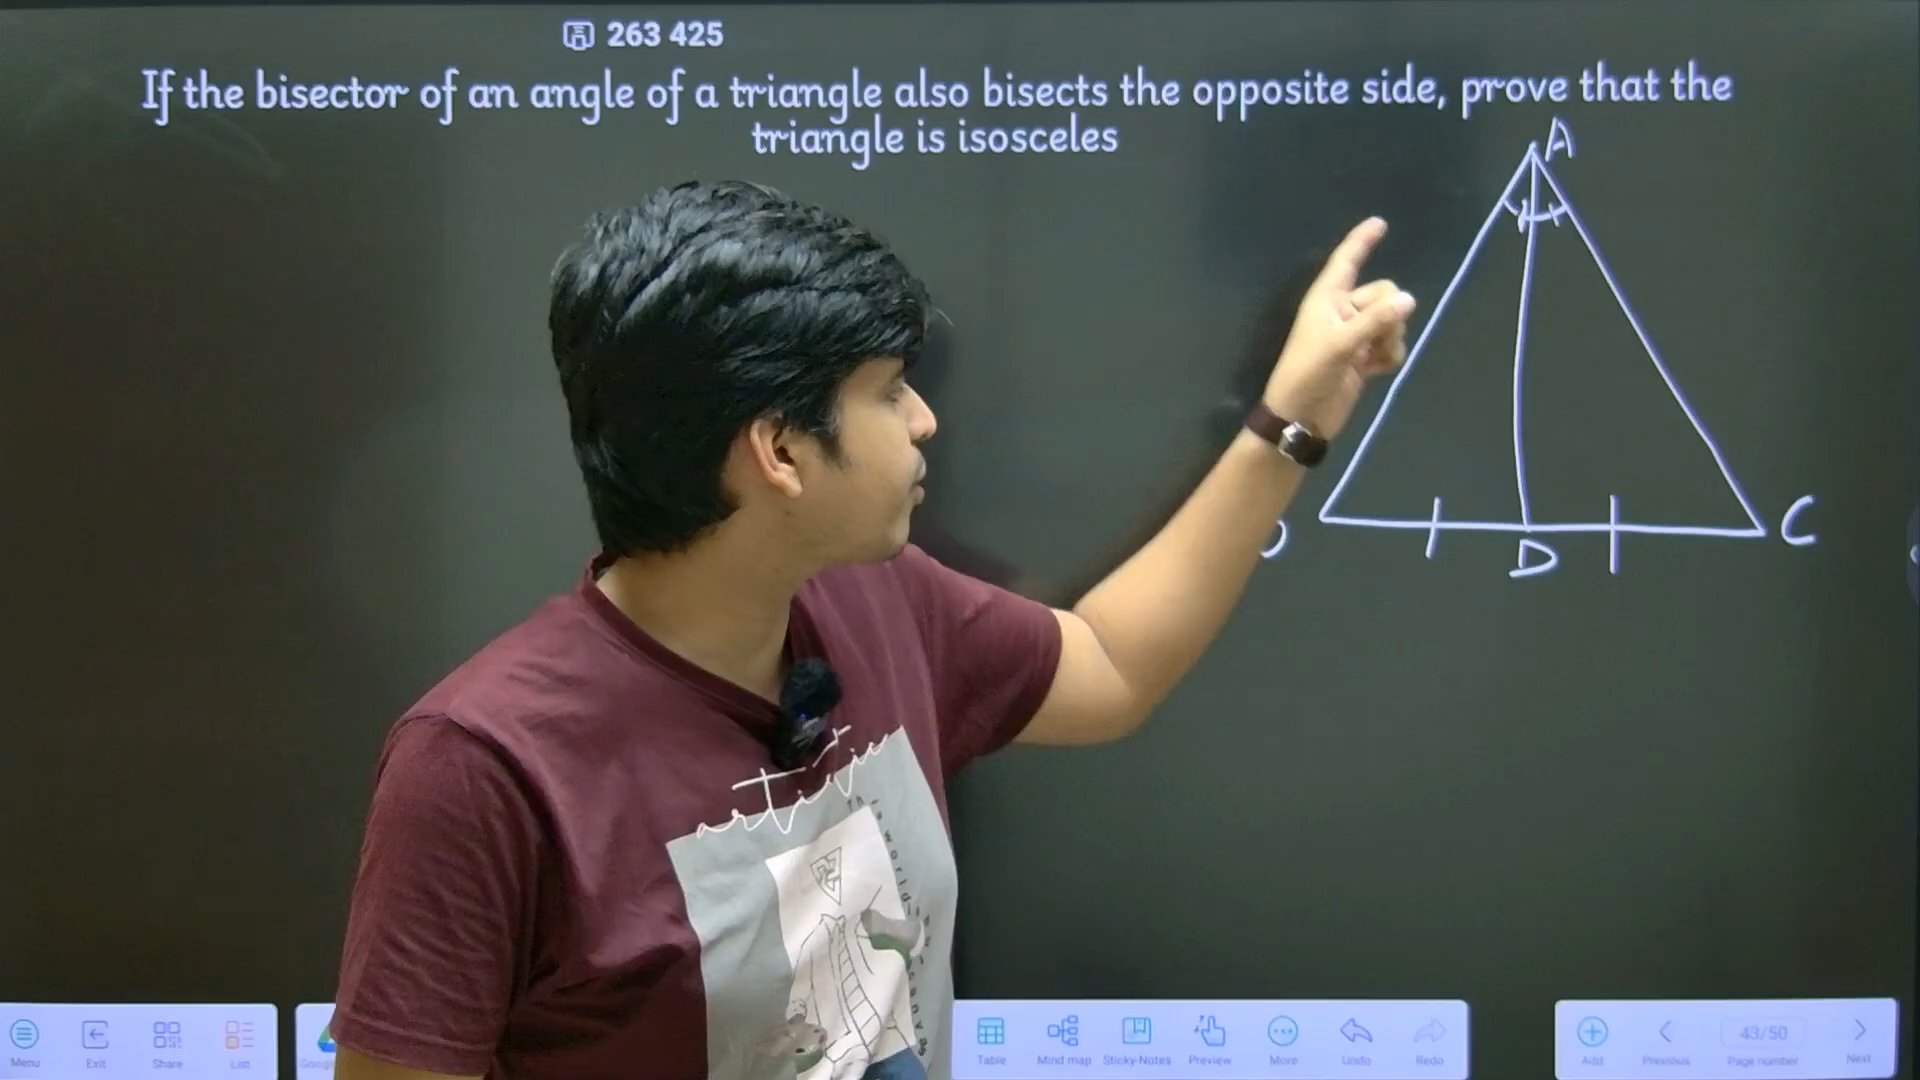 263 425
If the bisector of an angle of a triangle also bisects the opposite side, prove that the
triangle is isosceles
A
D
C
artistic
Menu
Exit
Share
List
Table
Mind map
Sticky-Notes
Preview
More
Undo
Redo
Add
Previous
43/50
Page number
Next